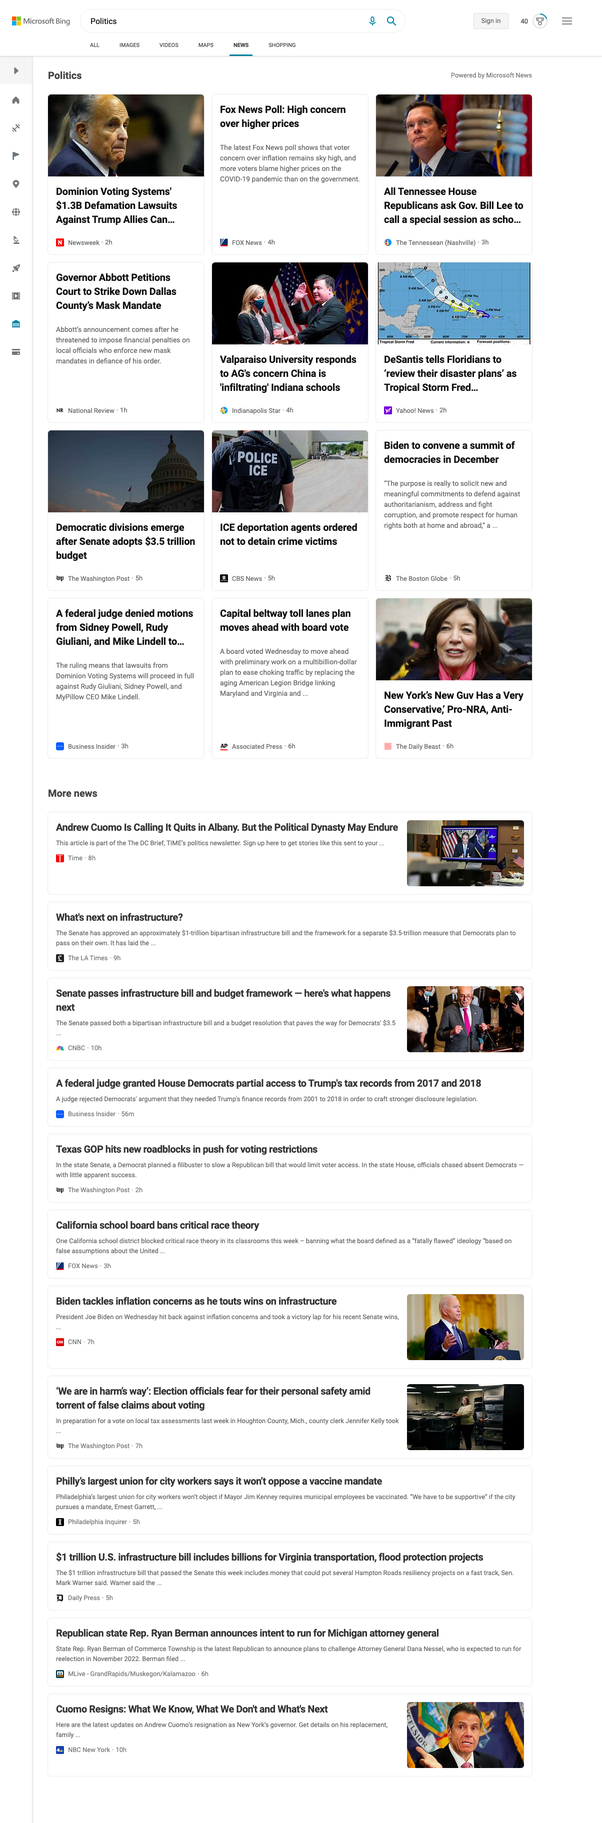 Microsoft Bing
Politics
Sign in
40
ALL
IMAGES
VIDEOS
MAPS
NEWS
SHOPPING
Politics
Powered by Microsoft News
Dominion Voting Systems'
$1.3B Defamation Lawsuits
Against Trump Allies Can...
Newsweek · 2h
Fox News Poll: High concern
over higher prices
The latest Fox News poll shows that voter
concern over inflation remains sky high, and
more voters blame higher prices on the
COVID-19 pandemic than on the government.
FOX News · 4h
All Tennessee House
Republicans ask Gov. Bill Lee to
call a special session as scho...
The Tennessean (Nashville) · 3h
Governor Abbott Petitions
Court to Strike Down Dallas
County's Mask Mandate
Abbott's announcement comes after he
threatened to impose financial penalties on
local officials who enforce new mask
mandates in defiance of his order.
NR National Review · 1h
Valparaiso University responds
to AG's concern China is
'infiltrating' Indiana schools
Indianapolis Star · 4h
DeSantis tells Floridians to
'review their disaster plans' as
Tropical Storm Fred...
Yahoo! News · 2h
Democratic divisions emerge
after Senate adopts $3.5 trillion
budget
wp The Washington Post · 5h
POLICE
ICE
ICE deportation agents ordered
not to detain crime victims
CBS News · 5h
Biden to convene a summit of
democracies in December
"The purpose is really to solicit new and
meaningful commitments to defend against
authoritarianism, address and fight
corruption, and promote respect for human
rights both at home and abroad," a ...
B The Boston Globe · 5h
A federal judge denied motions
from Sidney Powell, Rudy
Giuliani, and Mike Lindell to...
The ruling means that lawsuits from
Dominion Voting Systems will proceed in full
against Rudy Giuliani, Sidney Powell, and
MyPillow CEO Mike Lindell.
Business Insider · 3h
Capital beltway toll lanes plan
moves ahead with board vote
A board voted Wednesday to move ahead
with preliminary work on a multibillion-dollar
plan to ease choking traffic by replacing the
aging American Legion Bridge linking
Maryland and Virginia and ...
AP Associated Press · 6h
New York's New Guv Has a Very
Conservative,' Pro-NRA, Anti-
Immigrant Past
The Daily Beast · 6h
More news
Andrew Cuomo Is Calling It Quits in Albany. But the Political Dynasty May Endure
This article is part of the The DC Brief, TIME's politics newsletter. Sign up here to get stories like this sent to your ...
Time · 8h
What's next on infrastructure?
The Senate has approved an approximately $1-trillion bipartisan infrastructure bill and the framework for a separate $3.5-trillion measure that Democrats plan to
pass on their own. It has laid the ...
The LA Times · 9h
Senate passes infrastructure bill and budget framework — here's what happens
next
The Senate passed both a bipartisan infrastructure bill and a budget resolution that paves the way for Democrats' $3.5
...
CNBC · 10h
A federal judge granted House Democrats partial access to Trump's tax records from 2017 and 2018
A judge rejected Democrats' argument that they needed Trump's finance records from 2001 to 2018 in order to craft stronger disclosure legislation.
Business Insider · 56m
Texas GOP hits new roadblocks in push for voting restrictions
In the state Senate, a Democrat planned a filibuster to slow a Republican bill that would limit voter access. In the state House, officials chased absent Democrats —
with little apparent success.
wp The Washington Post · 2h
California school board bans critical race theory
One California school district blocked critical race theory in its classrooms this week – banning what the board defined as a "fatally flawed" ideology "based on
false assumptions about the United ...
FOX News · 3h
Biden tackles inflation concerns as he touts wins on infrastructure
President Joe Biden on Wednesday hit back against inflation concerns and took a victory lap for his recent Senate wins,
...
CNN CNN · 7h
'We are in harm's way': Election officials fear for their personal safety amid
torrent of false claims about voting
In preparation for a vote on local tax assessments last week in Houghton County, Mich., county clerk Jennifer Kelly took
...
wp The Washington Post · 7h
Philly's largest union for city workers says it won't oppose a vaccine mandate
Philadelphia's largest union for city workers won't object if Mayor Jim Kenney requires municipal employees be vaccinated. "We have to be supportive" if the city
pursues a mandate, Ernest Garrett, ...
Philadelphia Inquirer · 5h
$1 trillion U.S. infrastructure bill includes billions for Virginia transportation, flood protection projects
The $1 trillion infrastructure bill that passed the Senate this week includes money that could put several Hampton Roads resiliency projects on a fast track, Sen.
Mark Warner said. Warner said the ...
Daily Press · 5h
Republican state Rep. Ryan Berman announces intent to run for Michigan attorney general
State Rep. Ryan Berman of Commerce Township is the latest Republican to announce plans to challenge Attorney General Dana Nessel, who is expected to run for
reelection in November 2022. Berman filed ...
MLive - GrandRapids/Muskegon/Kalamazoo · 6h
Cuomo Resigns: What We Know, What We Don't and What's Next
Here are the latest updates on Andrew Cuomo's resignation as New York's governor. Get details on his replacement,
family ...
NBC New York · 10h